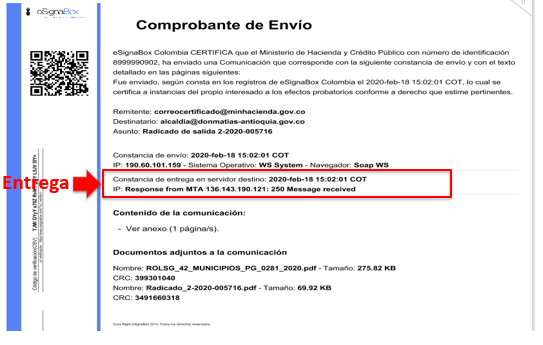 eSignaBox
Comprobante de Envío
eSignaBox Colombia CERTIFICA que el Ministerio de Hacienda y Crédito Público con número de identificación
8999990902, ha enviado una Comunicación que corresponde con la siguiente constancia de envío y con el texto
detallado en las páginas siguientes:
Fue enviado, según consta en los registros de eSignaBox Colombia el 2020-feb-18 15:02:01 COT, lo cual se
certifica a instancias del propio interesado a los efectos probatorios conforme a derecho que estime pertinentes.
Remitente: correocertificado@minhacienda.gov.co
Destinatario: alcaldia@donmatias-antioquia.gov.co
Asunto: Radicado de salida 2-2020-005716
Constancia de envío: 2020-feb-18 15:02:01 COT
IP: 190.60.101.159 - Sistema Operativo: WS System - Navegador: Soap WS
Entrega
Constancia de entrega en servidor destino: 2020-feb-18 15:02:01 COT
IP: Response from MTA 136.143.190.121: 250 Message received
Contenido de la comunicación:
- Ver anexo (1 página/s).
Documentos adjuntos a la comunicación
Nombre: ROLSG_42_MUNICIPIOS_PG_0281_2020.pdf - Tamaño: 275.82 KB
CRC: 399301040
Nombre: Radicado_2-2020-005716.pdf - Tamaño: 69.92 KB
CRC: 3491660318
Copy Right eSignaBox 2014. Todos los derechos reservados.
Código de verificación(CSV)